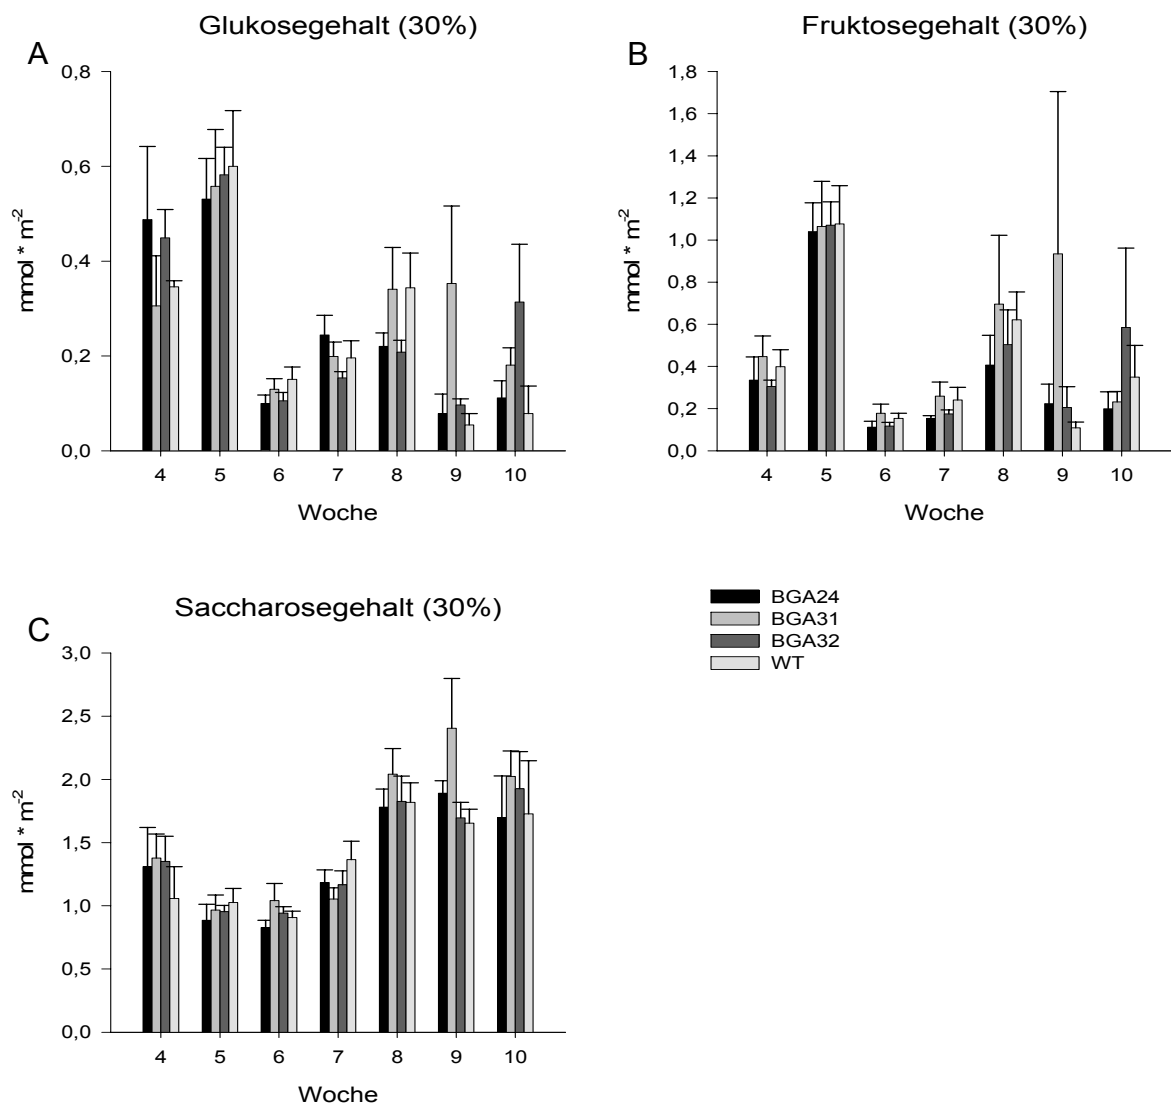 Glukosegehalt (30%)
A
0,8
0,6
0,4
0,2
0,0
mmol * m-2
4 5 6 7 8 9 10
Woche
Fruktosegehalt (30%)
B
1,8
1,6
1,4
1,2
1,0
0,8
0,6
0,4
0,2
0,0
mmol * m-2
4 5 6 7 8 9 10
Woche
Saccharosegehalt (30%)
C
3,0
2,5
2,0
1,5
1,0
0,5
0,0
mmol * m-2
4 5 6 7 8 9 10
Woche
BGA24
BGA31
BGA32
WT